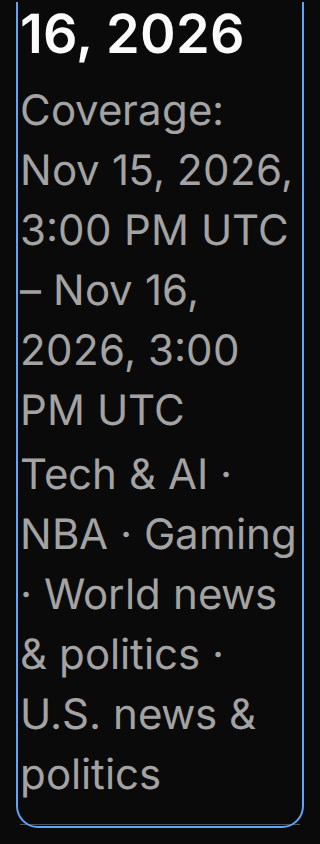 16, 2026
Coverage:
Nov 15, 2026,
3:00 PM UTC
– Nov 16,
2026, 3:00
PM UTC
Tech & AI ·
NBA · Gaming
· World news
& politics ·
U.S. news &
politics